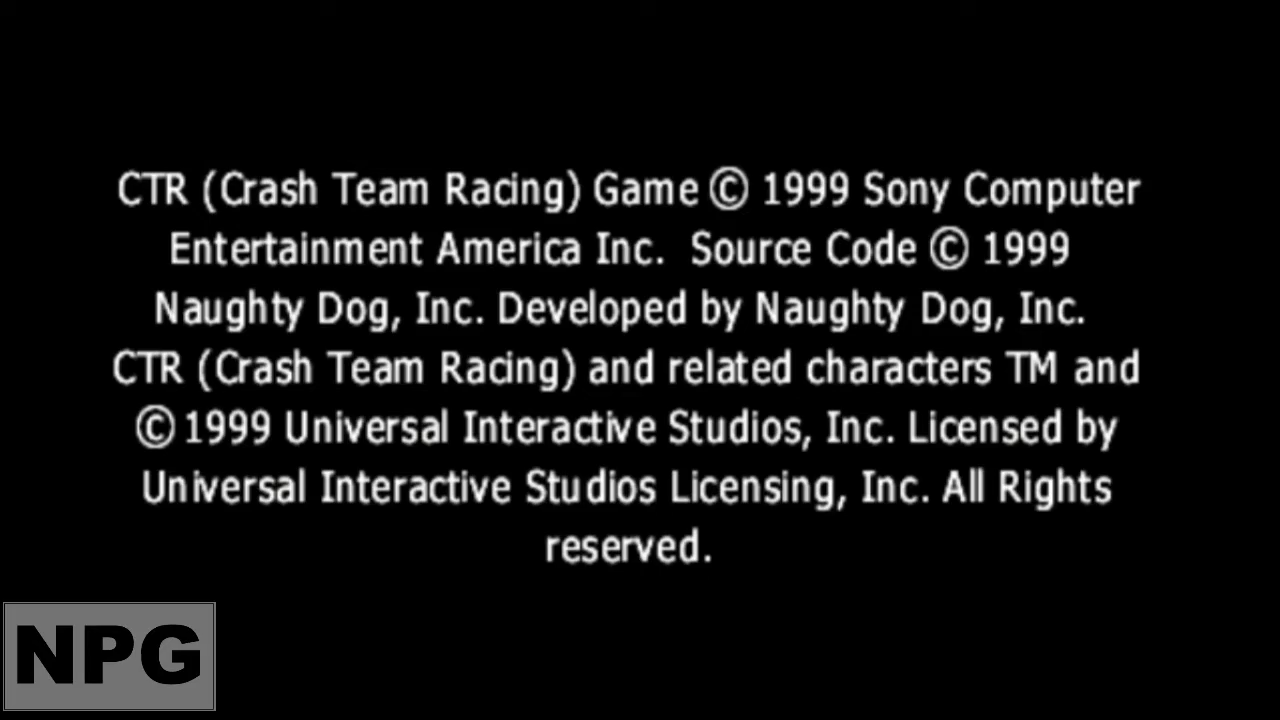 CTR (Crash Team Racing) Game © 1999 Sony Computer
Entertainment America Inc.  Source Code © 1999
Naughty Dog, Inc. Developed by Naughty Dog, Inc.
CTR (Crash Team Racing) and related characters TM and
© 1999 Universal Interactive Studios, Inc. Licensed by
Universal Interactive Studios Licensing, Inc. All Rights
reserved.
NPG